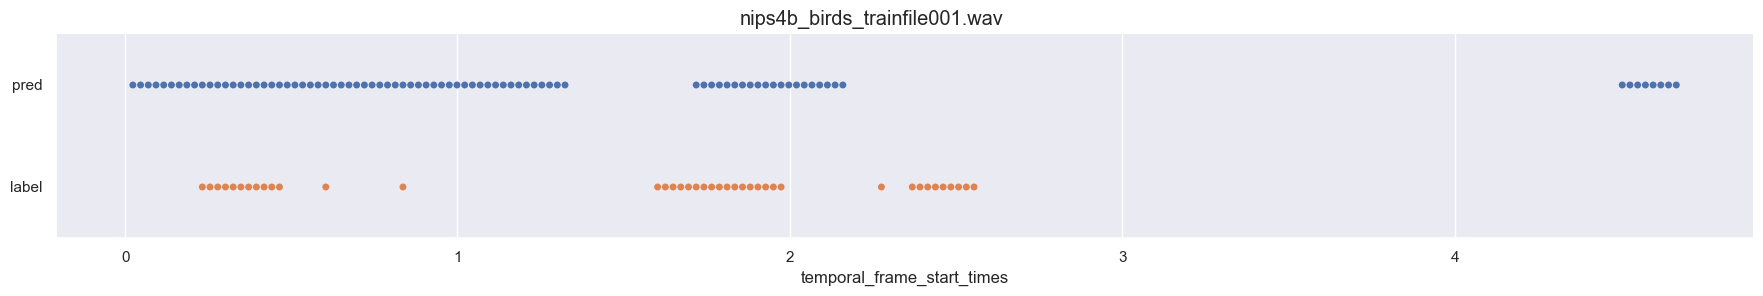 nips4b_birds_trainfile001.wav
pred
label
0 1 2 3 4
temporal_frame_start_times